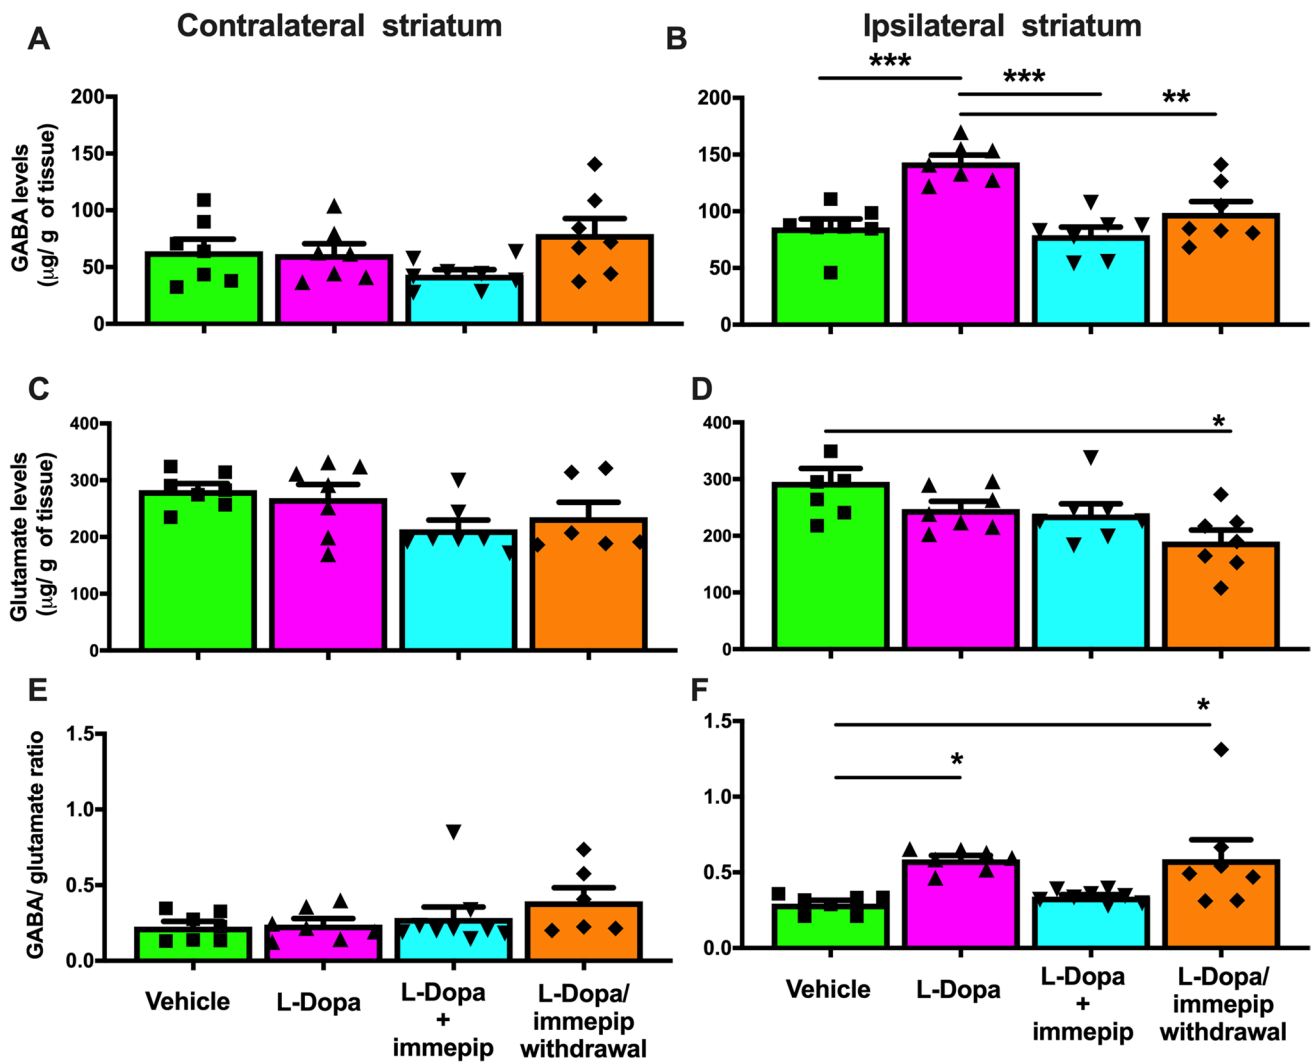 Contralateral striatum
Ipsilateral striatum
A
GABA levels
(µg/ g of tissue)
200
150
100
50
0
B
***
***
**
200
150
100
50
0
C
Glutamate levels
(µg/ g of tissue)
400
300
200
100
0
D
*
400
300
200
100
0
E
GABA/ glutamate ratio
1.5
1.0
0.5
0.0
Vehicle
L-Dopa
L-Dopa
+
immepip
L-Dopa/
immepip
withdrawal
F
*
*
1.5
1.0
0.5
0.0
Vehicle
L-Dopa
L-Dopa
+
immepip
L-Dopa/
immepip
withdrawal